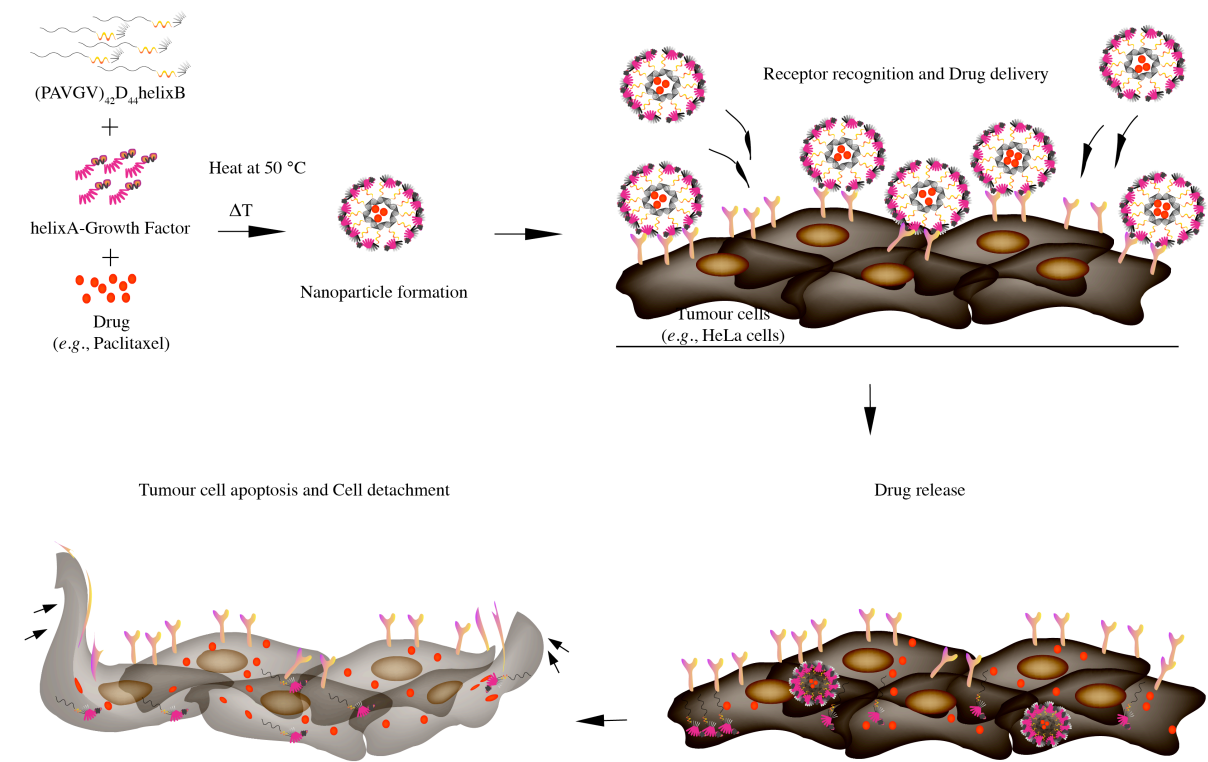 (PAVGV)42D44helixB
+
helixA-Growth Factor
+
Drug
(e.g., Paclitaxel)
Heat at 50 °C
ΔT
Nanoparticle formation
Receptor recognition and Drug delivery
Tumour cells
(e.g., HeLa cells)
Drug release
Tumour cell apoptosis and Cell detachment